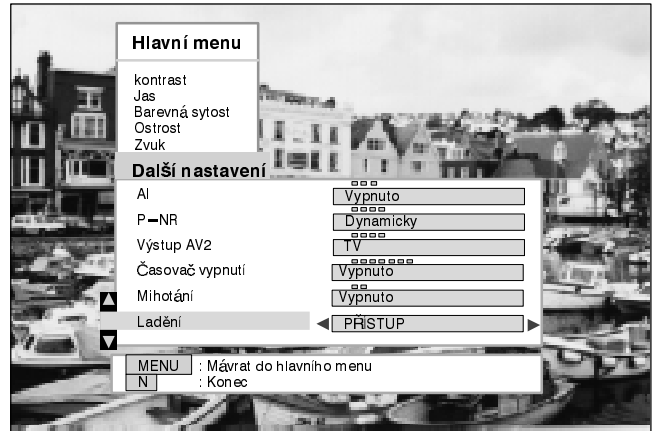 Hlavní menu
kontrast
Jas
Barevná sytost
Ostrost
Zvuk
Další nastavení
AI Vypnuto
P-NR Dynamicky
Výstup AV2 TV
Časovač vypnutí Vypnuto
Mihotání Vypnuto
Ladění PŘÍSTUP
MENU : Mávrat do hlavního menu
N : Konec